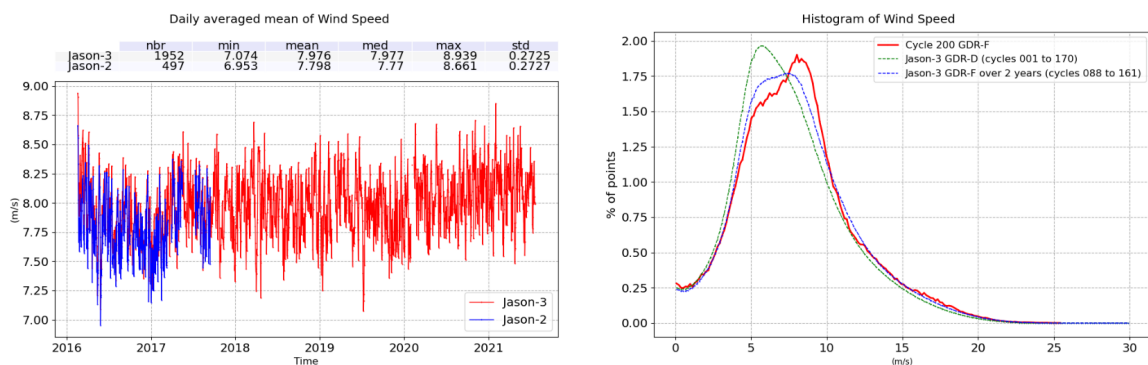 Daily averaged mean of Wind Speed
nbr min mean med max std
Jason-3 1952 7.074 7.976 7.977 8.939 0.2725
Jason-2 497 6.953 7.798 7.77 8.661 0.2727
9.00
8.75
8.50
8.25
8.00
7.75
7.50
7.25
7.00
(m/s)
Jason-3
Jason-2
2016 2017 2018 2019 2020 2021
Time
Histogram of Wind Speed
Cycle 200 GDR-F
Jason-3 GDR-D (cycles 001 to 170)
Jason-3 GDR-F over 2 years (cycles 088 to 161)
2.00
1.75
1.50
1.25
1.00
0.75
0.50
0.25
0.00
% of points
0 5 10 15 20 25 30
(m/s)